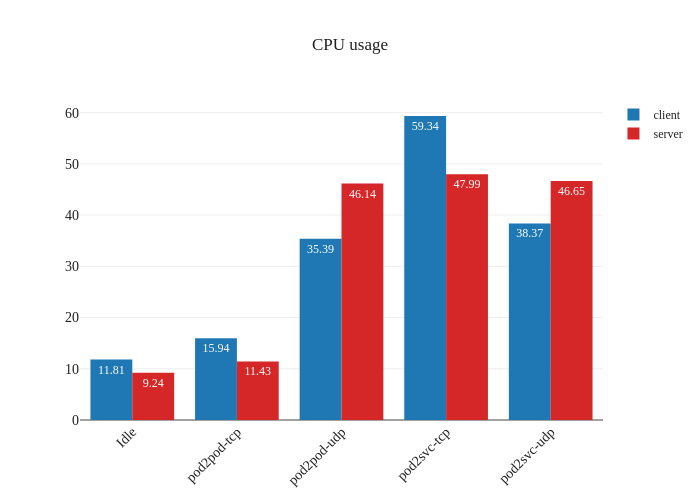 CPU usage
client
server
60
50
40
30
20
10
0
11.81
9.24
15.94
11.43
35.39
46.14
59.34
47.99
38.37
46.65
Idle
pod2pod-tcp
pod2pod-udp
pod2svc-tcp
pod2svc-udp